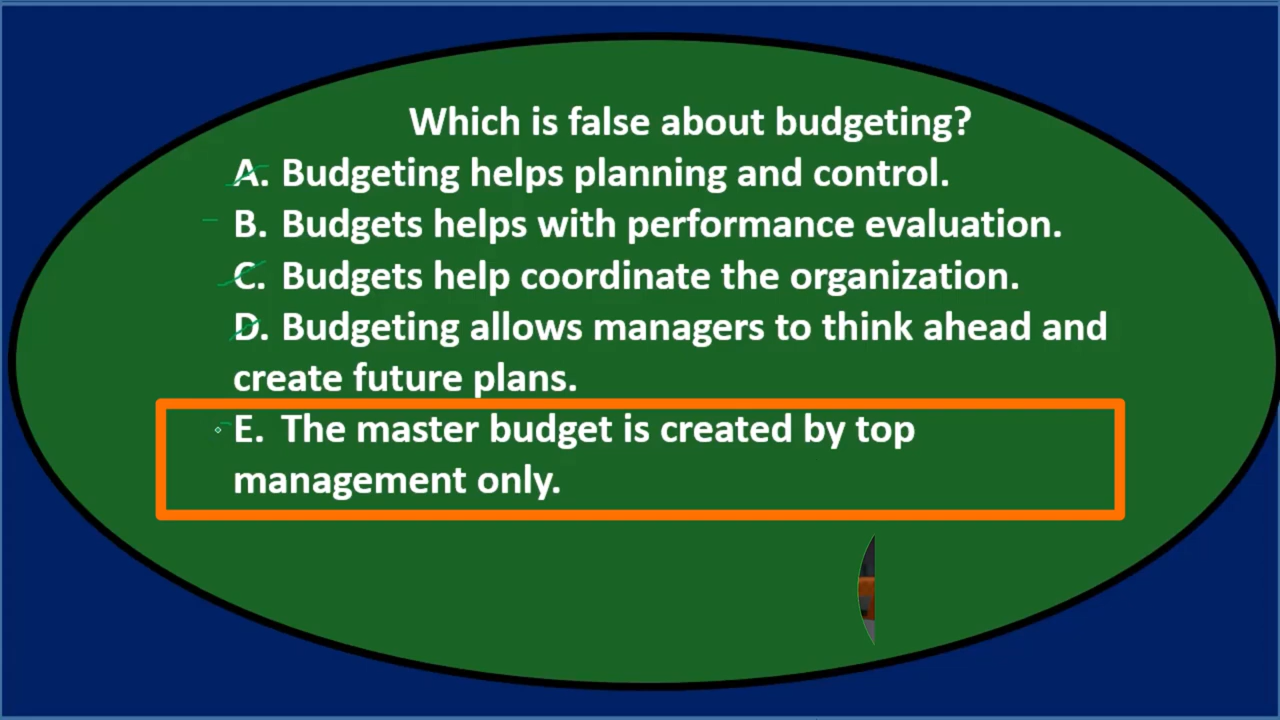 Which is false about budgeting?
A. Budgeting helps planning and control.
B. Budgets helps with performance evaluation.
C. Budgets help coordinate the organization.
D. Budgeting allows managers to think ahead and
create future plans.
E. The master budget is created by top
management only.